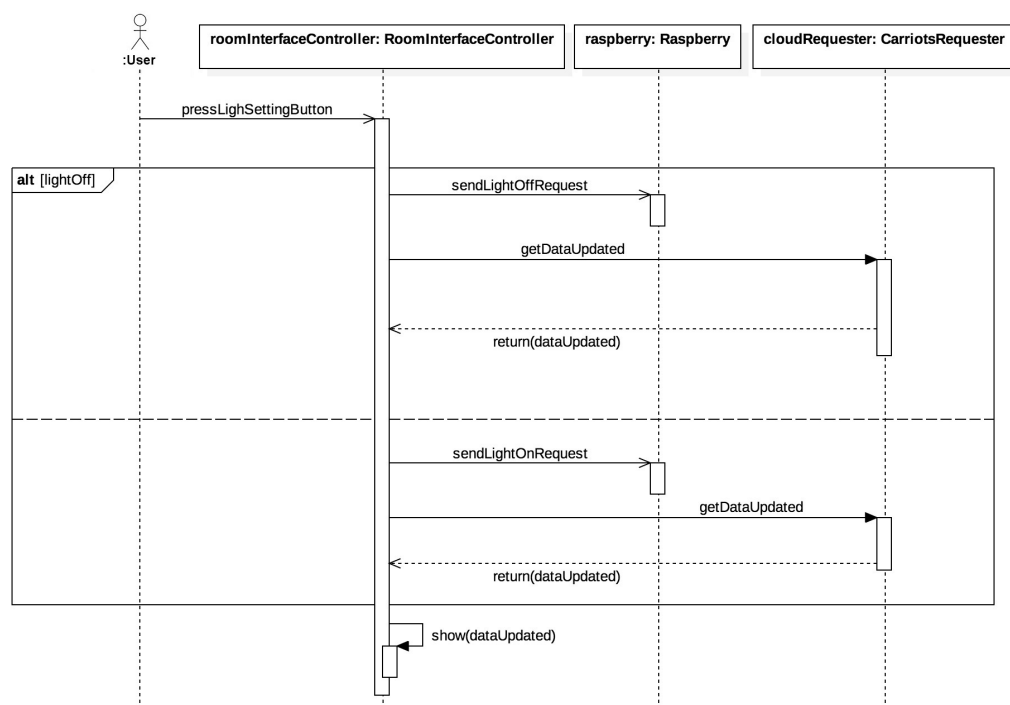 :User
roomInterfaceController: RoomInterfaceController
raspberry: Raspberry
cloudRequester: CarriotsRequester
pressLighSettingButton
alt [lightOff]
sendLightOffRequest
getDataUpdated
return(dataUpdated)
sendLightOnRequest
getDataUpdated
return(dataUpdated)
show(dataUpdated)